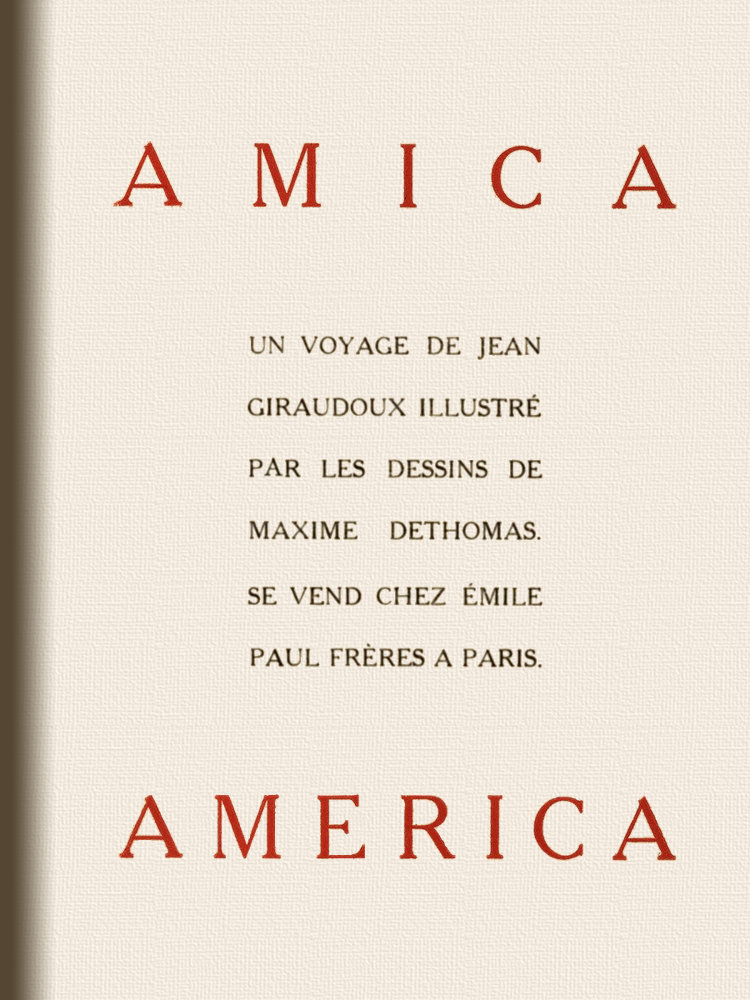 AMICA
UN VOYAGE DE JEAN
GIRAUDOUX ILLUSTRÉ
PAR LES DESSINS DE
MAXIME DETHOMAS.
SE VEND CHEZ ÉMILE
PAUL FRÈRES A PARIS.
AMERICA